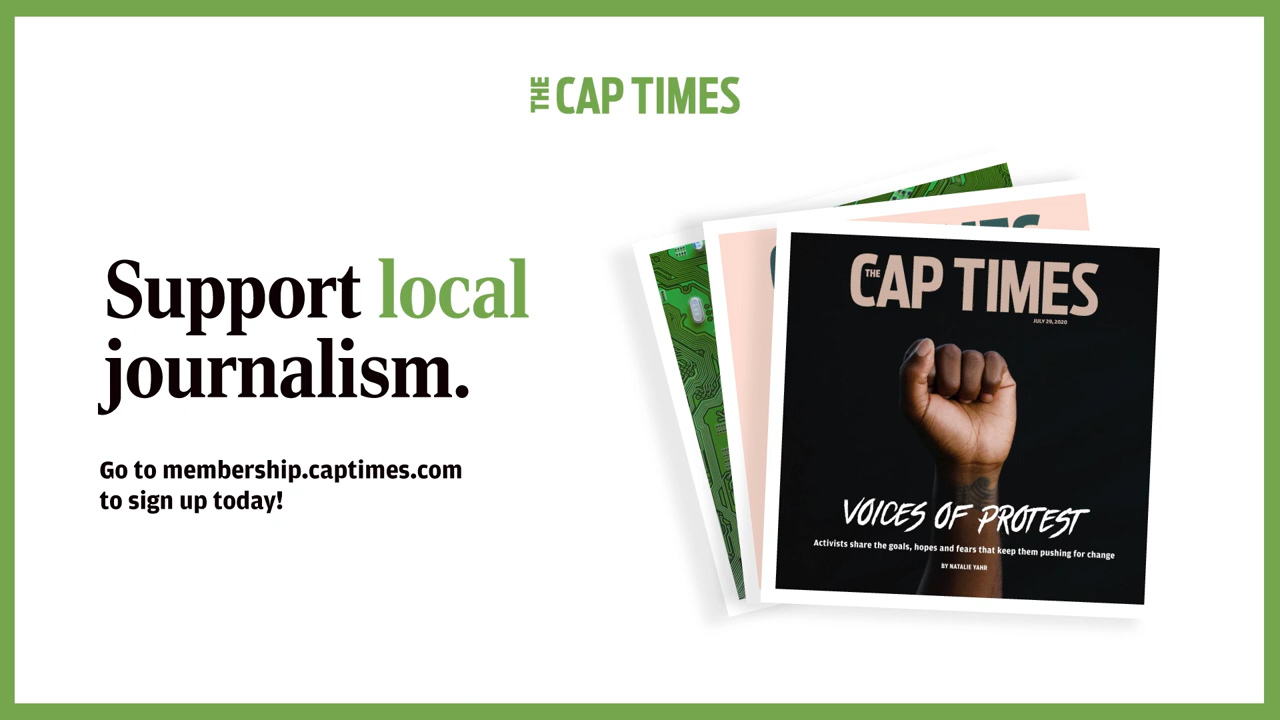 THE CAP TIMES
Support local
journalism.
Go to membership.captimes.com
to sign up today!
THE CAP TIMES
JULY 29, 2020
VOICES OF PROTEST
Activists share the goals, hopes and fears that keep them pushing for change
BY NATALIE YAHR